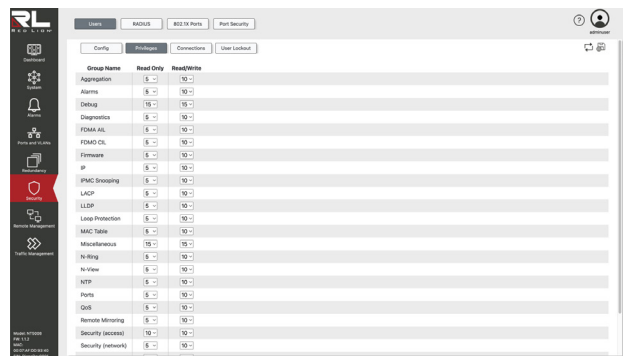 RL
RED LION
Users
RADIUS
802.1X Ports
Port Security
?
adminuser
Config
Privileges
Connections
User Lockout
Dashboard
System
Alarms
Ports and VLANs
Redundancy
Security
Remote Management
Traffic Management
Group Name Read Only Read/Write
Aggregation 5 10
Alarms 5 10
Debug 15 15
Diagnostics 5 10
FDMA AIL 5 10
FDMO CIL 5 10
Firmware 5 10
IP 5 10
IPMC Snooping 5 10
LACP 5 10
LLDP 5 10
Loop Protection 5 10
MAC Table 5 10
Miscellaneous 15 15
N-Ring 5 10
N-View 5 10
NTP 5 10
Ports 5 10
QoS 5 10
Remote Mirroring 5 10
Security (access) 10 10
Security (network) 5 10
FW: 1.1.2
MAC: